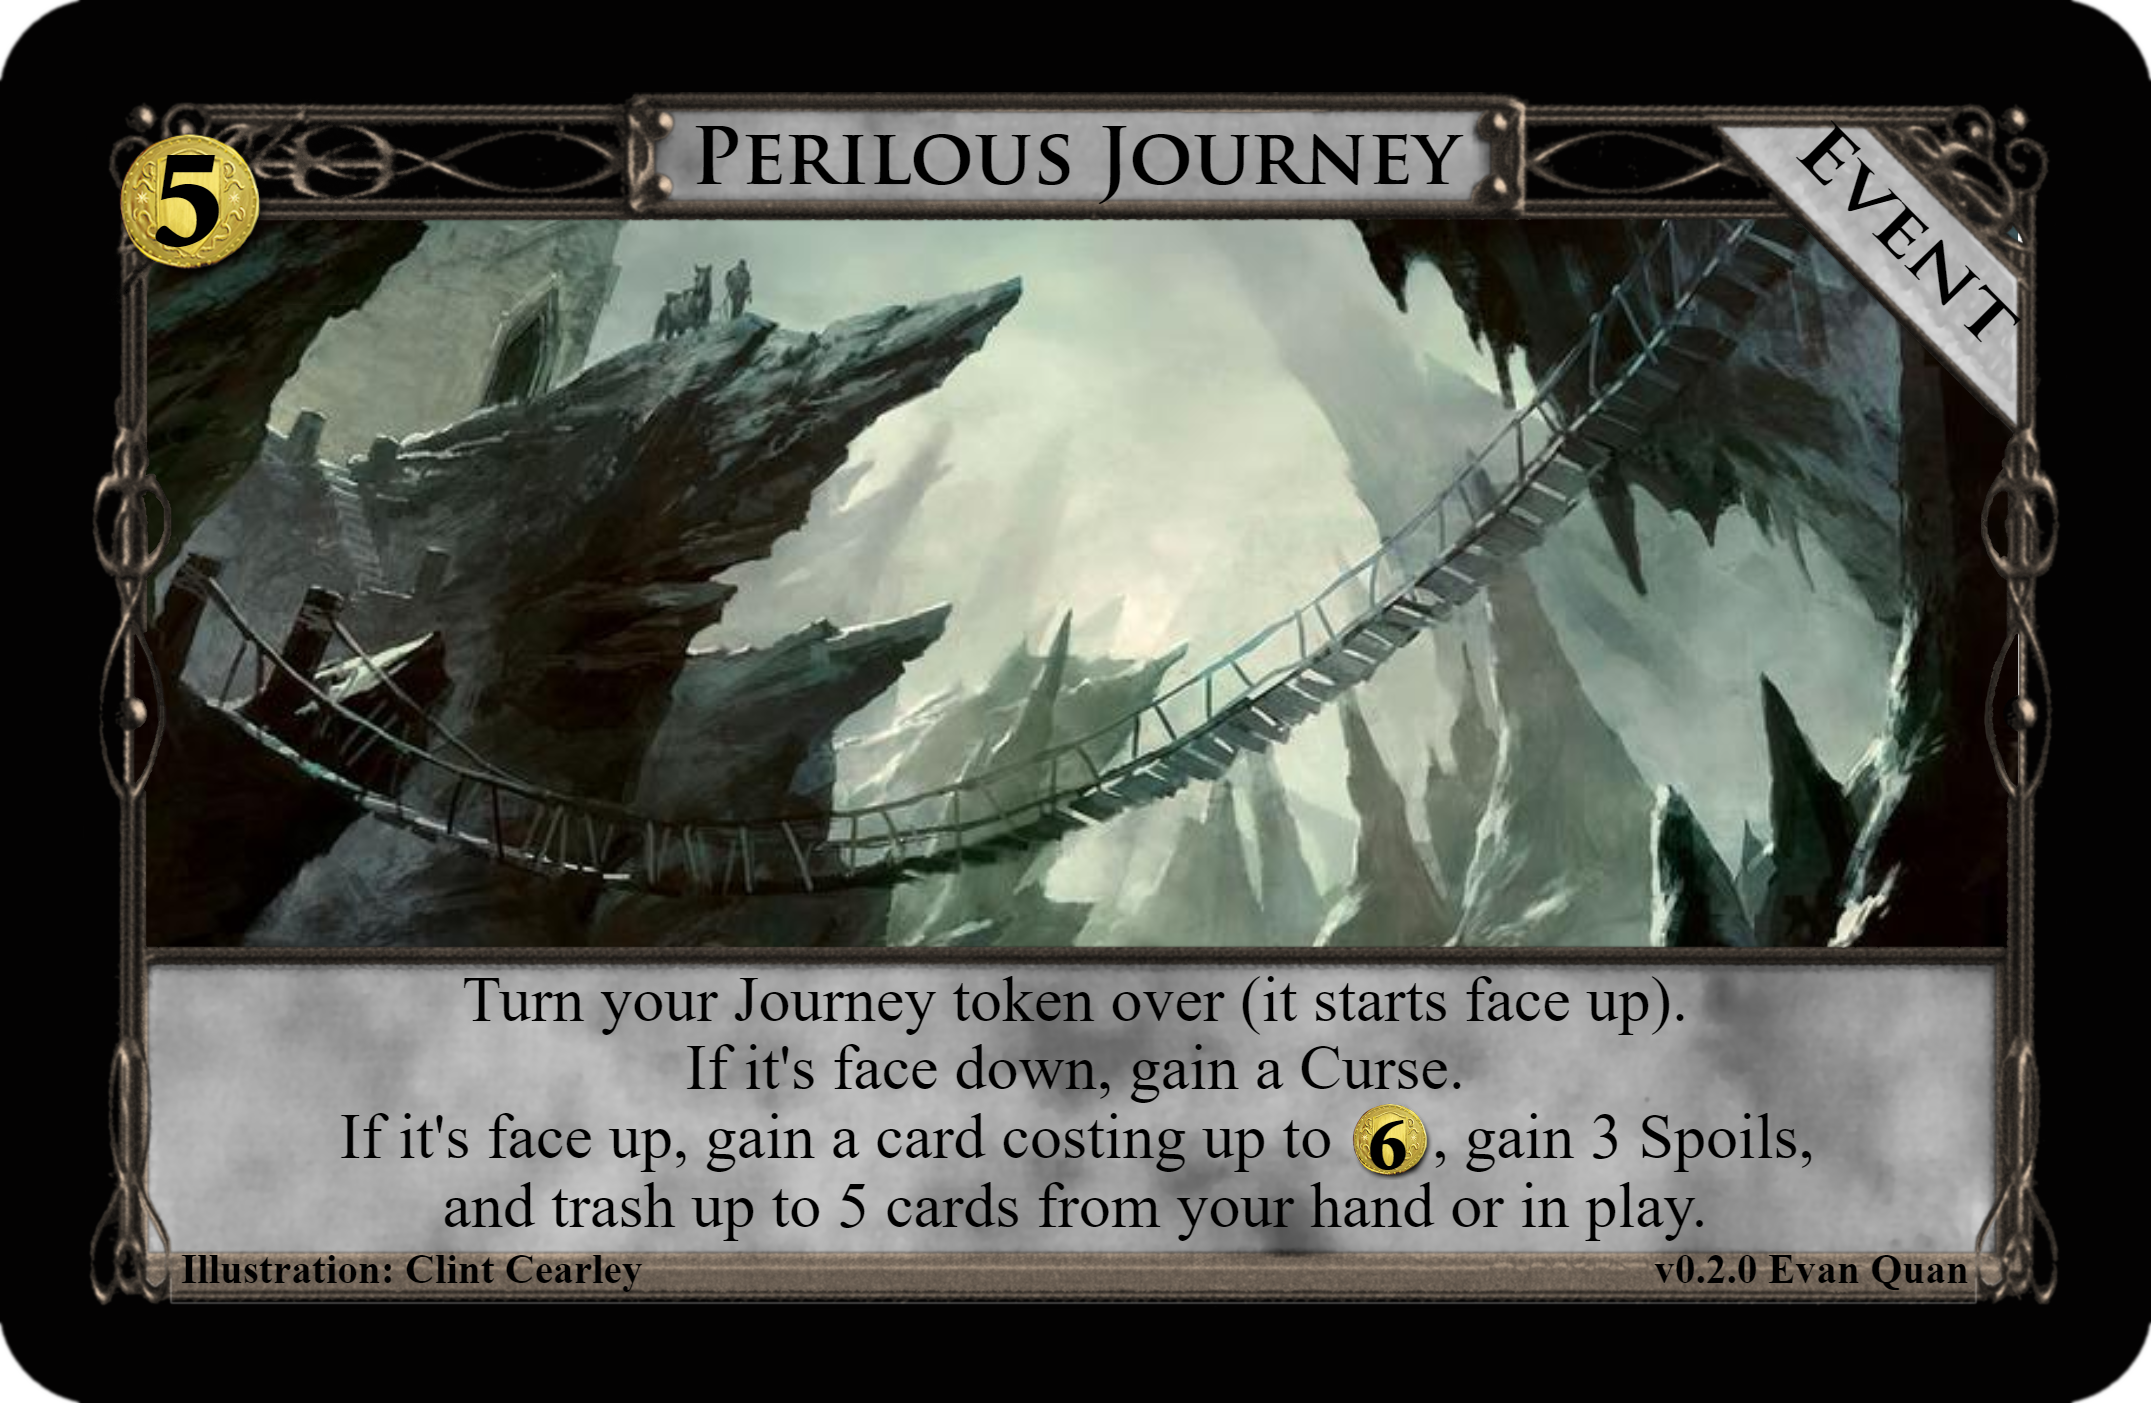 5
Perilous Journey
Event
Turn your Journey token over (it starts face up).
If it's face down, gain a Curse.
If it's face up, gain a card costing up to 6, gain 3 Spoils,
and trash up to 5 cards from your hand or in play.
Illustration: Clint Cearley
v0.2.0 Evan Quan